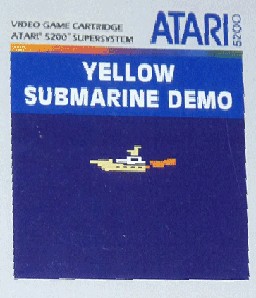 VIDEO GAME CARTRIDGE
ATARI® 5200™ SUPERSYSTEM
ATARI
5200
YELLOW
SUBMARINE DEMO